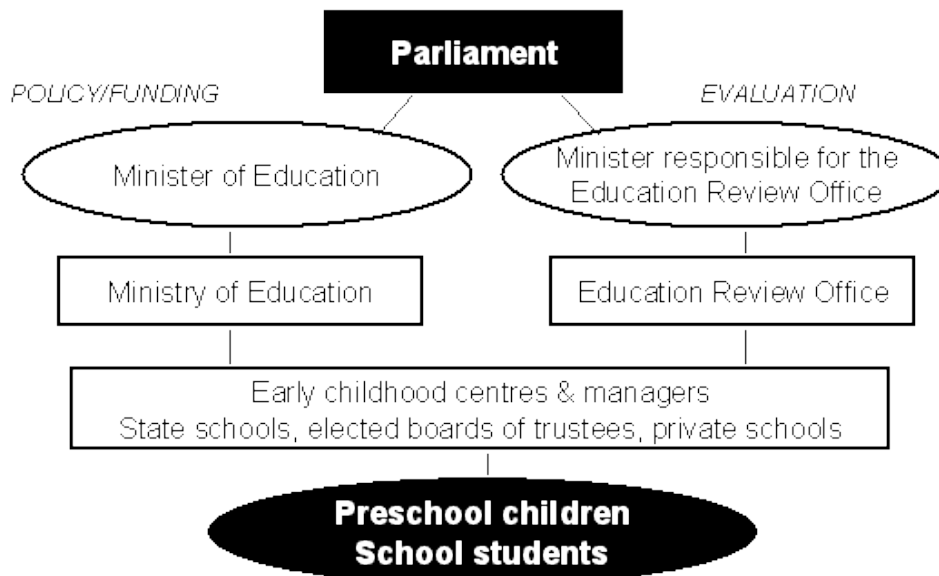 Parliament
POLICY/FUNDING
EVALUATION
Minister of Education
Minister responsible for the
Education Review Office
Ministry of Education
Education Review Office
Early childhood centres & managers
State schools, elected boards of trustees, private schools
Preschool children
School students